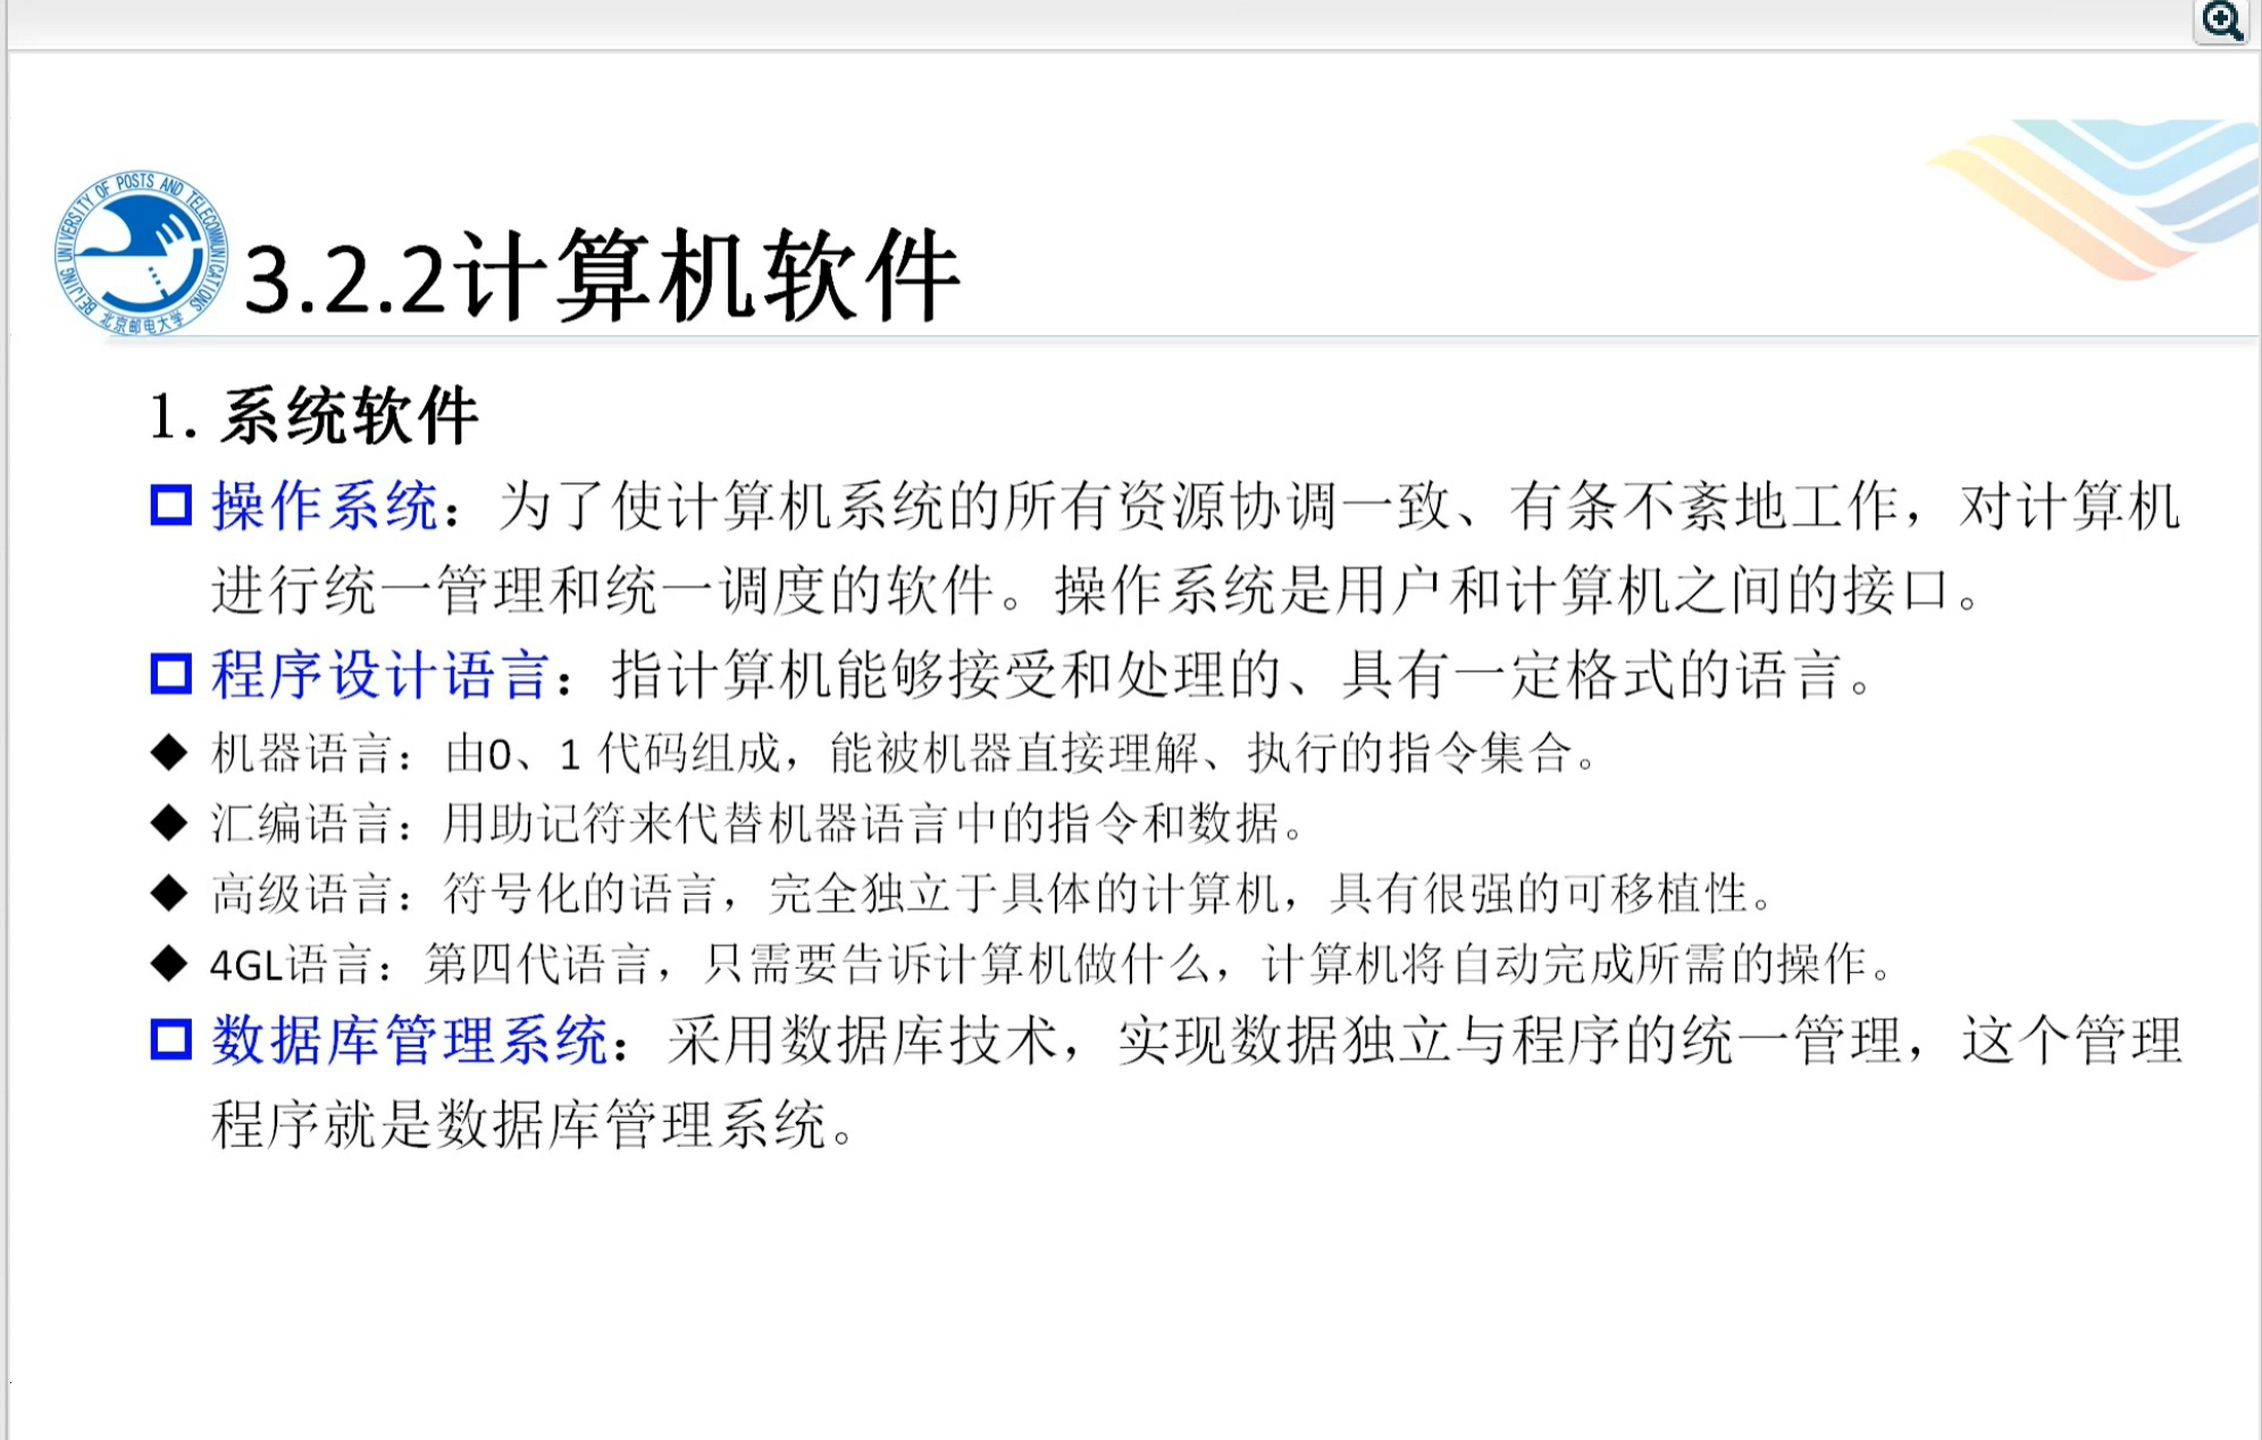 BEIJING UNIVERSITY OF POSTS AND TELECOMMUNICATIONS
北京邮电大学
3.2.2计算机软件
1. 系统软件
操作系统：为了使计算机系统的所有资源协调一致、有条不紊地工作，对计算机
进行统一管理和统一调度的软件。操作系统是用户和计算机之间的接口。
程序设计语言：指计算机能够接受和处理的、具有一定格式的语言。
机器语言：由0、1 代码组成，能被机器直接理解、执行的指令集合。
汇编语言：用助记符来代替机器语言中的指令和数据。
高级语言：符号化的语言，完全独立于具体的计算机，具有很强的可移植性。
4GL语言：第四代语言，只需要告诉计算机做什么，计算机将自动完成所需的操作。
数据库管理系统：采用数据库技术，实现数据独立与程序的统一管理，这个管理
程序就是数据库管理系统。